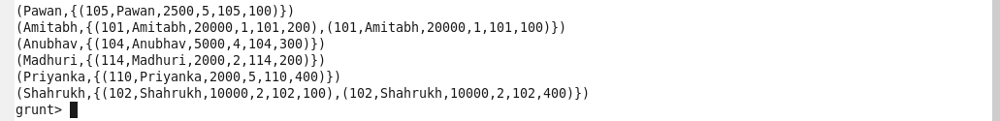 (Pawan,{(105,Pawan,2500,5,105,100)})
(Amitabh,{(101,Amitabh,20000,1,101,200),(101,Amitabh,20000,1,101,100)})
(Anubhav,{(104,Anubhav,5000,4,104,300)})
(Madhuri,{(114,Madhuri,2000,2,114,200)})
(Priyanka,{(110,Priyanka,2000,5,110,400)})
(Shahrukh,{(102,Shahrukh,10000,2,102,100),(102,Shahrukh,10000,2,102,400)})
grunt>